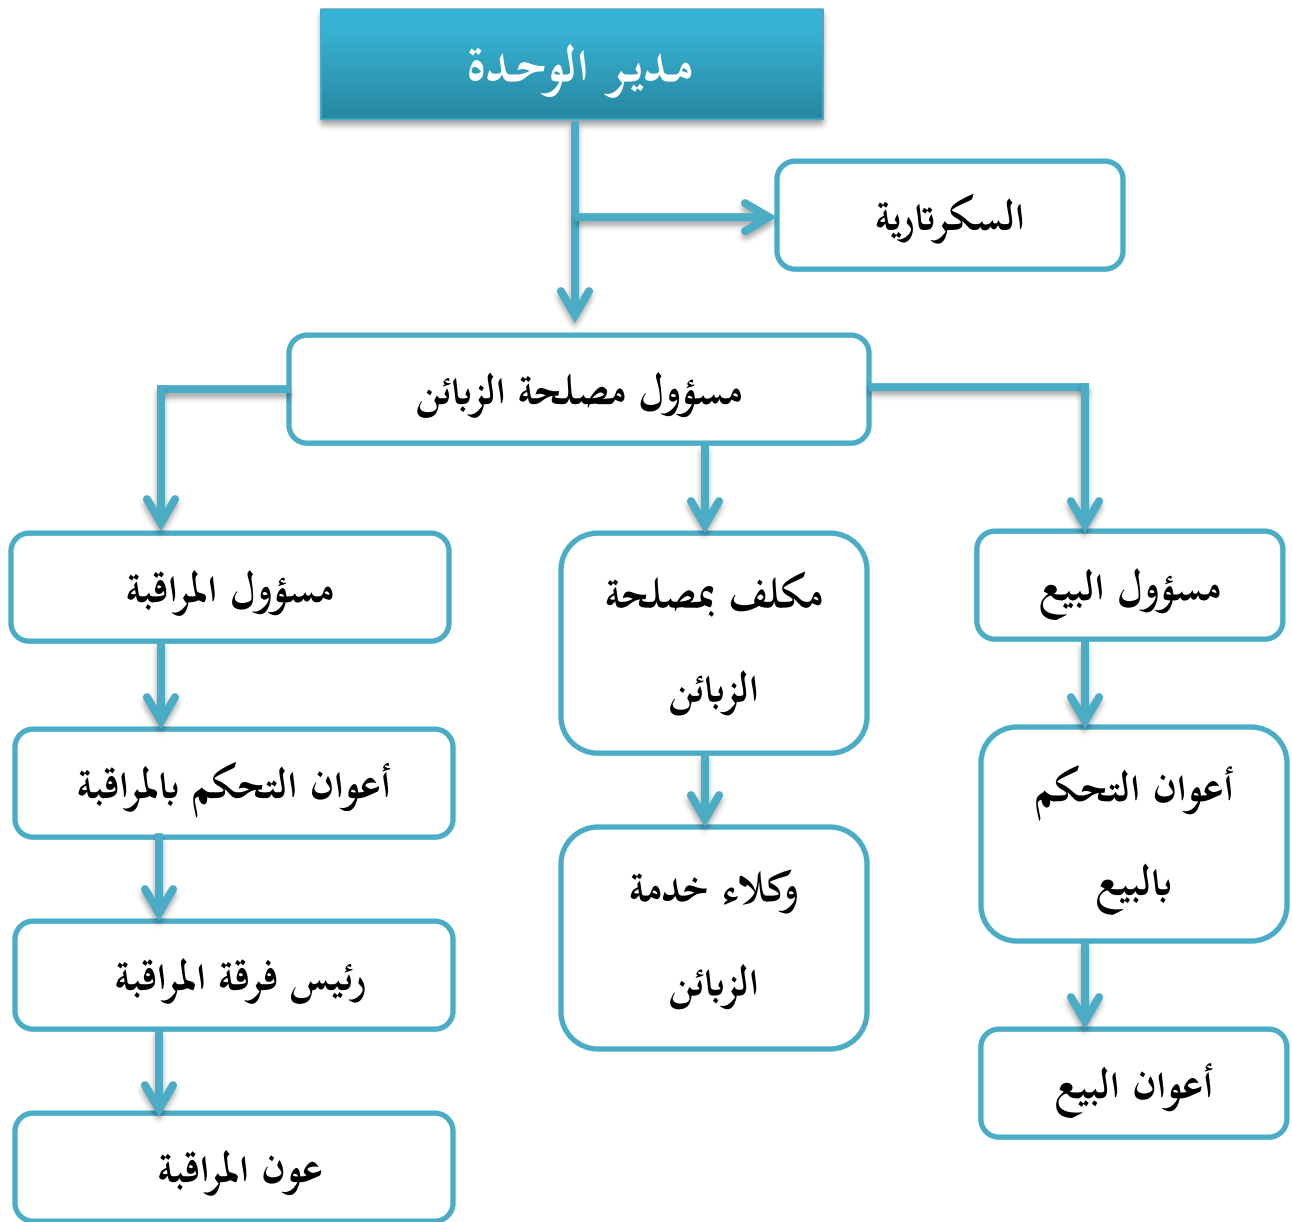 مدير الوحدة
السكرتارية
مسؤول مصلحة الزبائن
مسؤول البيع
مكلف بمصلحة
الزبائن
مسؤول المراقبة
أعوان التحكم
بالبيع
وكلاء خدمة
الزبائن
أعوان التحكم بالمراقبة
رئيس فرقة المراقبة
أعوان البيع
عون المراقبة